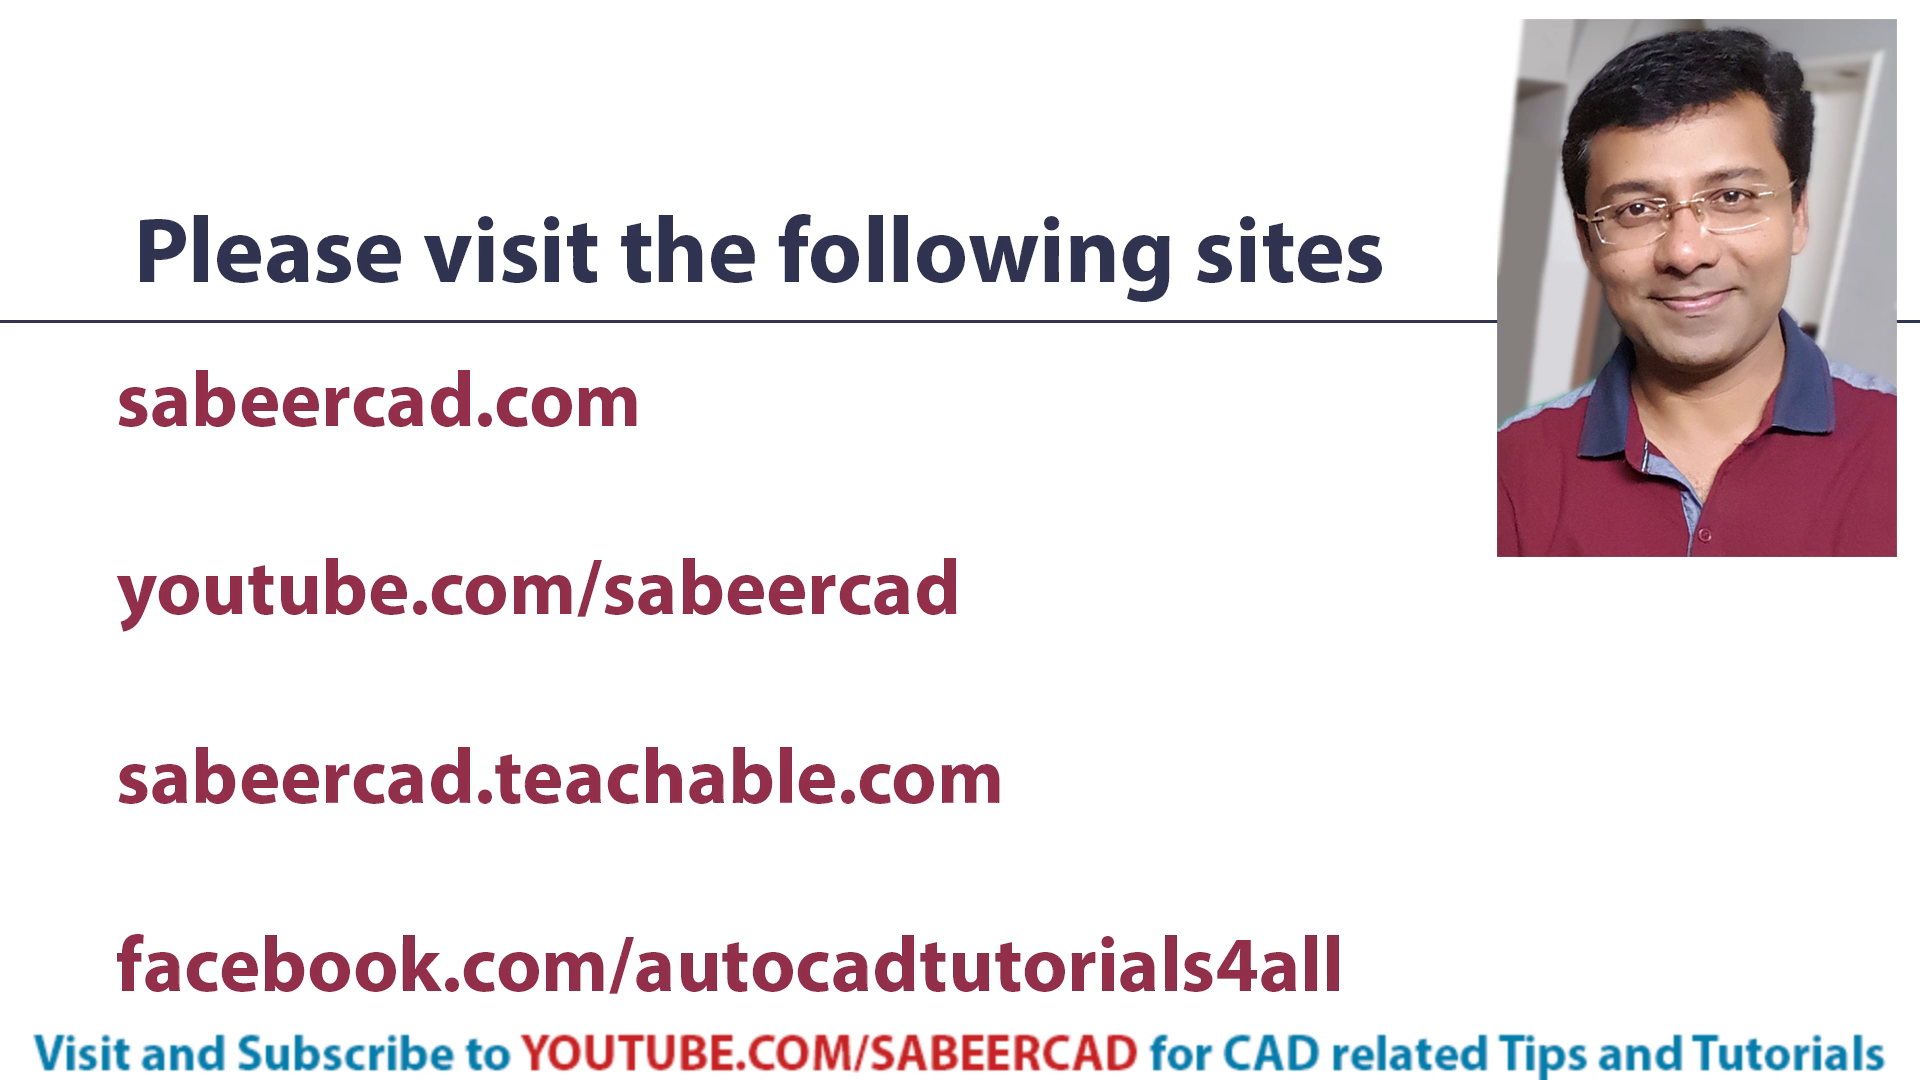 Please visit the following sites
sabeercad.com
youtube.com/sabeercad
sabeercad.teachable.com
facebook.com/autocadtutorials4all
Visit and Subscribe to YOUTUBE.COM/SABEERCAD for CAD related Tips and Tutorials